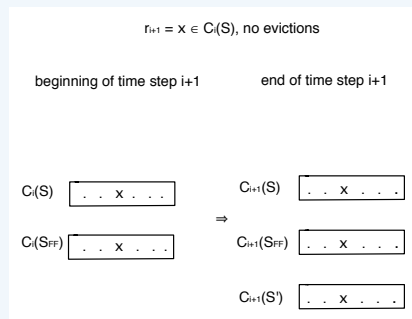 rᵢ₊₁ = x ∈ Cᵢ(S), no evictions
beginning of time step i+1
end of time step i+1
Cᵢ(S) . . x . . .
Cᵢ₊₁(S) . . x . . .
⇒
Cᵢ(SFF) . . x . . .
Cᵢ₊₁(SFF) . . x . . .
Cᵢ₊₁(S') . . x . . .